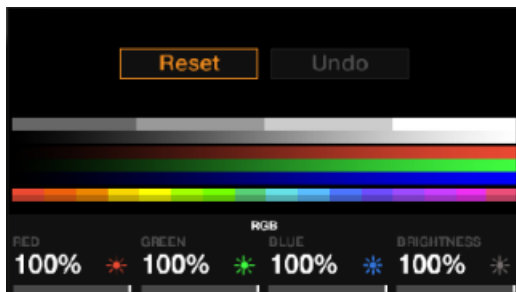 Reset Undo
RGB
RED GREEN BLUE BRIGHTNESS
100% 100% 100% 100%